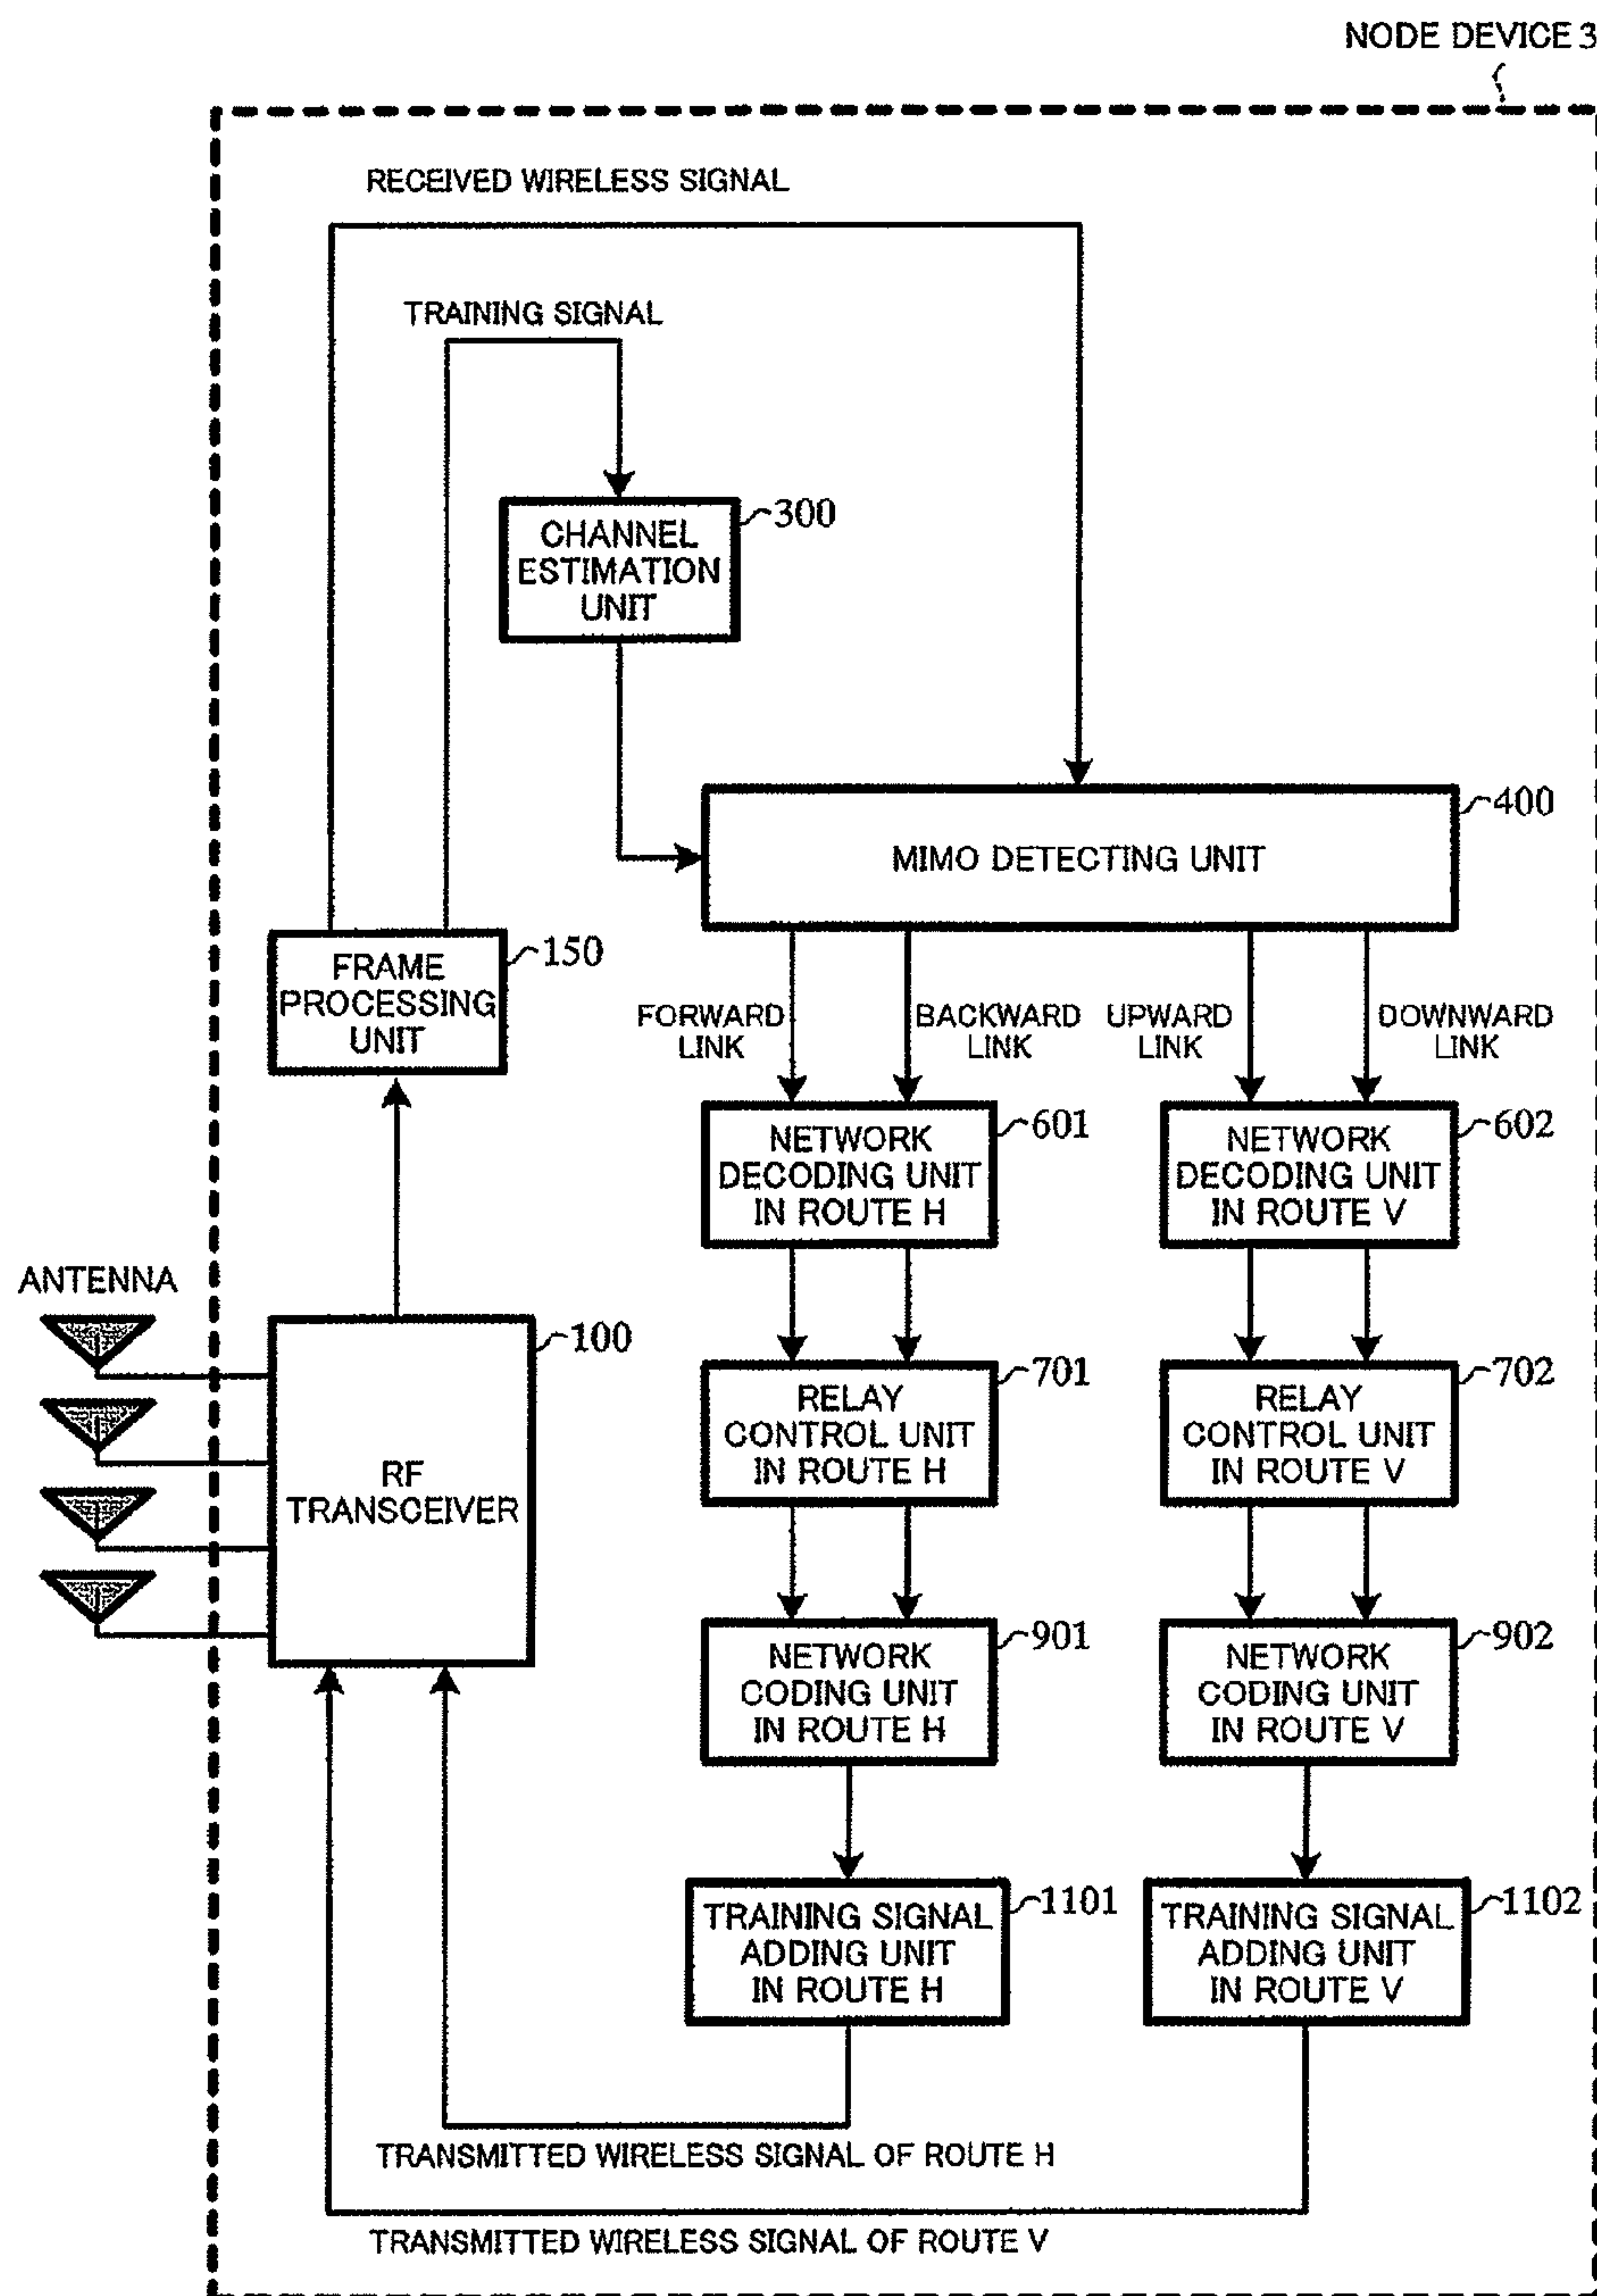 NODE DEVICE 3
RECEIVED WIRELESS SIGNAL
TRAINING SIGNAL
CHANNEL
ESTIMATION
UNIT
300
MIMO DETECTING UNIT
400
FRAME
PROCESSING
UNIT
150
FORWARD
LINK
BACKWARD
LINK
UPWARD
LINK
DOWNWARD
LINK
NETWORK
DECODING UNIT
IN ROUTE H
601
NETWORK
DECODING UNIT
IN ROUTE V
602
ANTENNA
RF
TRANSCEIVER
100
RELAY
CONTROL UNIT
IN ROUTE H
701
RELAY
CONTROL UNIT
IN ROUTE V
702
NETWORK
CODING UNIT
IN ROUTE H
901
NETWORK
CODING UNIT
IN ROUTE V
902
TRAINING SIGNAL
ADDING UNIT
IN ROUTE H
1101
TRAINING SIGNAL
ADDING UNIT
IN ROUTE V
1102
TRANSMITTED WIRELESS SIGNAL OF ROUTE H
TRANSMITTED WIRELESS SIGNAL OF ROUTE V